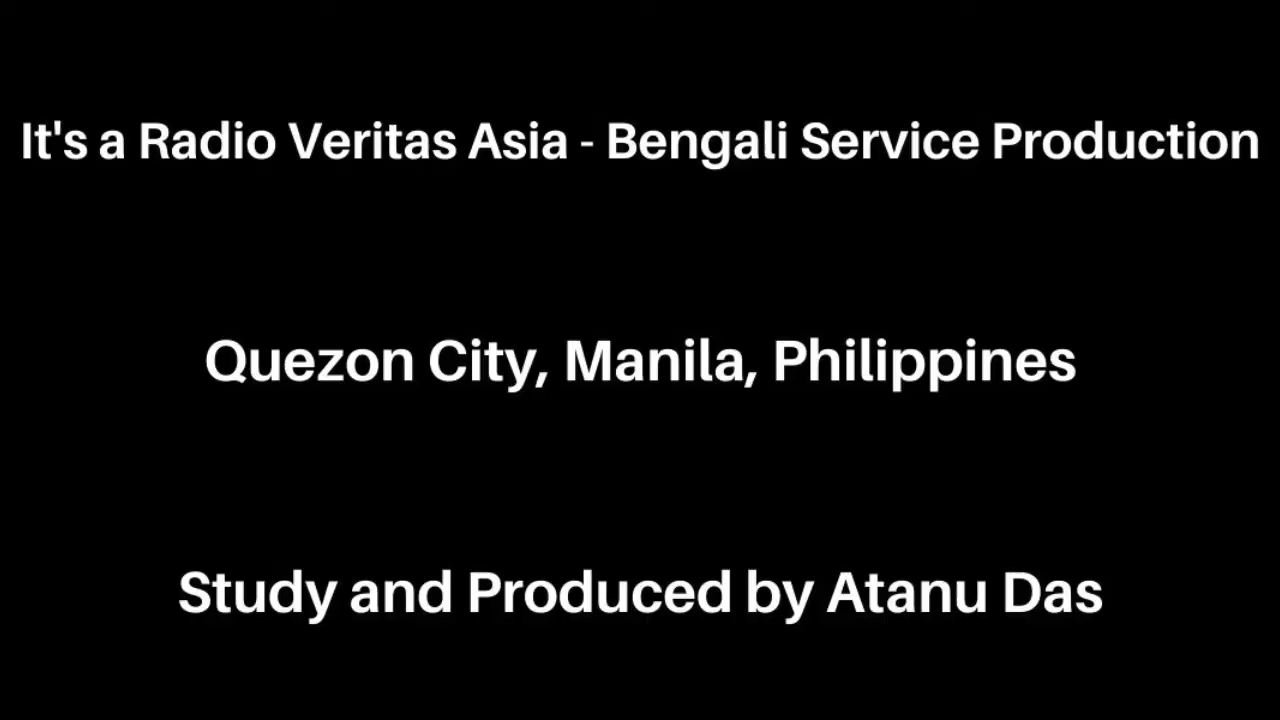 It's a Radio Veritas Asia - Bengali Service Production
Quezon City, Manila, Philippines
Study and Produced by Atanu Das